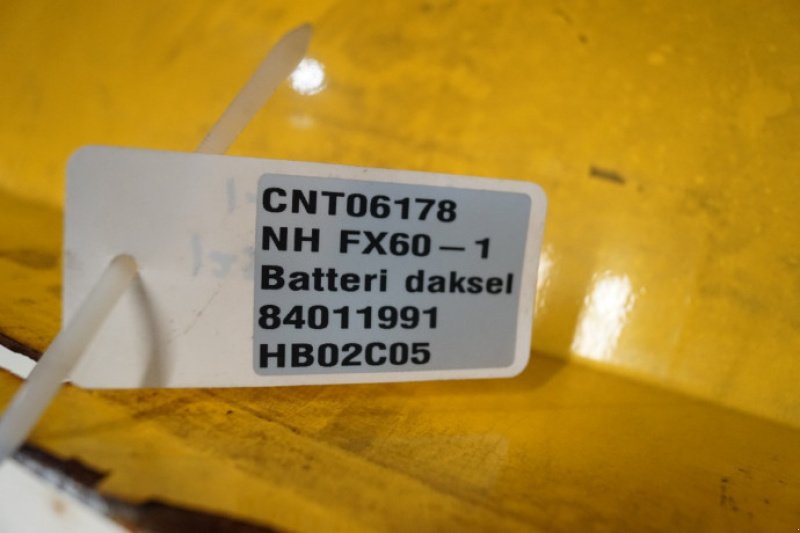 CNT06178
NH FX60-1
Batteri daksel
84011991
HB02C05